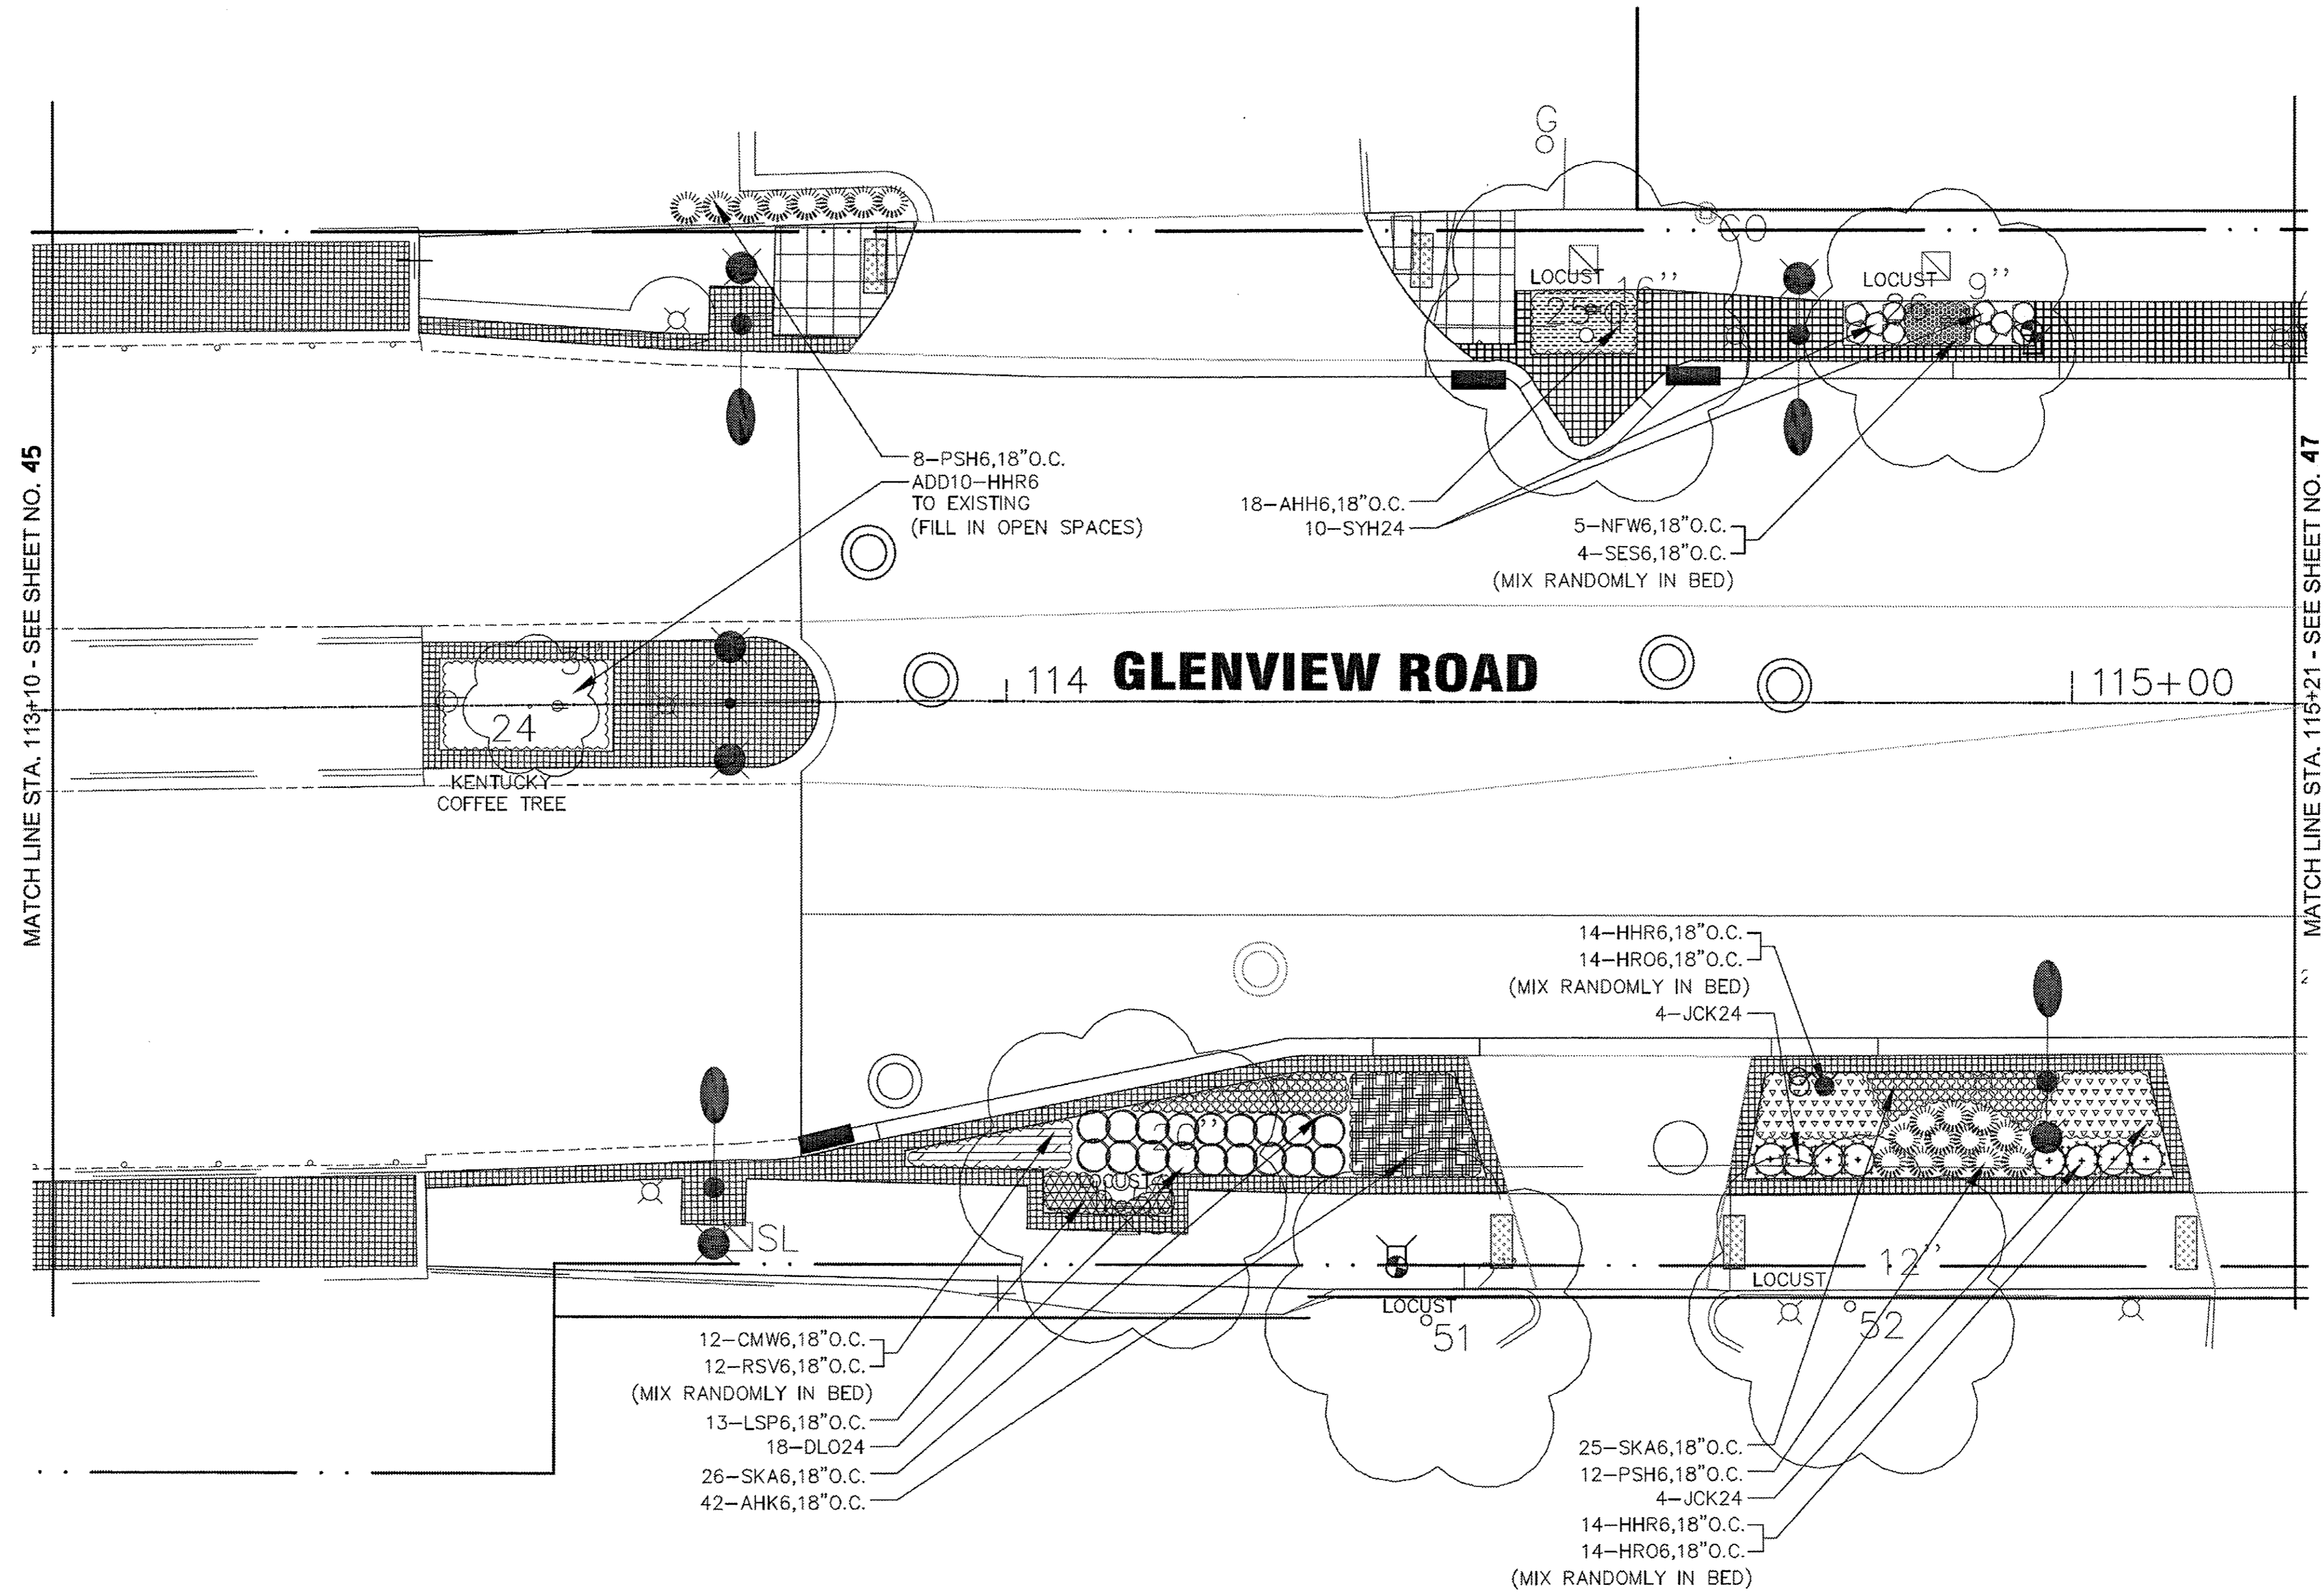 MATCH LINE STA. 113+10 - SEE SHEET NO. 45
MATCH LINE STA. 115+21 - SEE SHEET NO. 47
G
CO
LOCUST
16"
LOCUST
9"
8-PSH6,18"O.C.
ADD10-HHR6
TO EXISTING
(FILL IN OPEN SPACES)
18-AHH6,18"O.C.
10-SYH24
5-NFW6,18"O.C.
4-SES6,18"O.C.
(MIX RANDOMLY IN BED)
24
KENTUCKY
COFFEE TREE
114
GLENVIEW ROAD
115+00
14-HHR6,18"O.C.
14-HRO6,18"O.C.
(MIX RANDOMLY IN BED)
4-JCK24
LOCUST
SL
12"
LOCUST
LOCUST
51
52
12-CMW6,18"O.C.
12-RSV6,18"O.C.
(MIX RANDOMLY IN BED)
13-LSP6,18"O.C.
18-DLO24
26-SKA6,18"O.C.
42-AHK6,18"O.C.
25-SKA6,18"O.C.
12-PSH6,18"O.C.
4-JCK24
14-HHR6,18"O.C.
14-HRO6,18"O.C.
(MIX RANDOMLY IN BED)